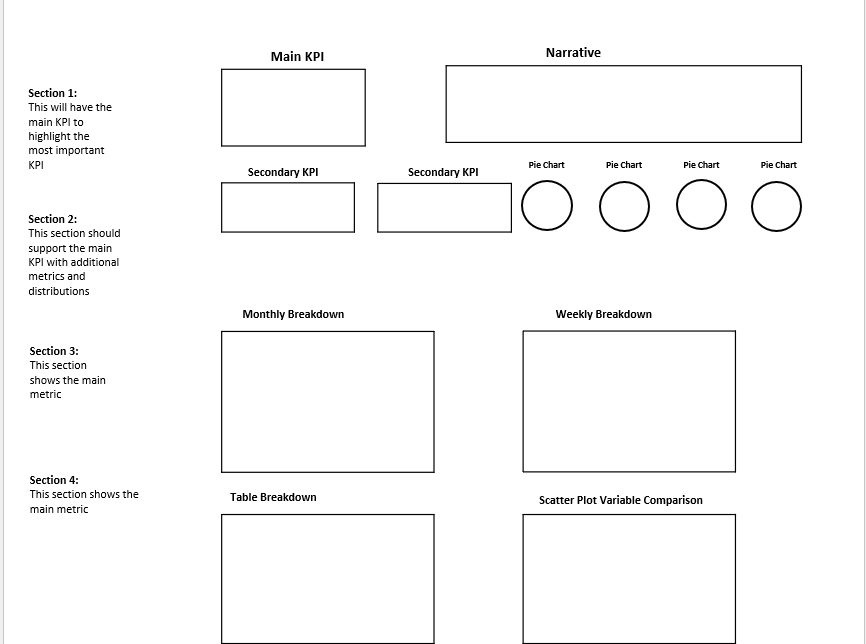 Main KPI
Narrative
Section 1:
This will have the
main KPI to
highlight the
most important
KPI
Pie Chart
Pie Chart
Pie Chart
Pie Chart
Secondary KPI
Secondary KPI
Section 2:
This section should
support the main
KPI with additional
metrics and
distributions
Monthly Breakdown
Weekly Breakdown
Section 3:
This section
shows the main
metric
Section 4:
This section shows the
main metric
Table Breakdown
Scatter Plot Variable Comparison